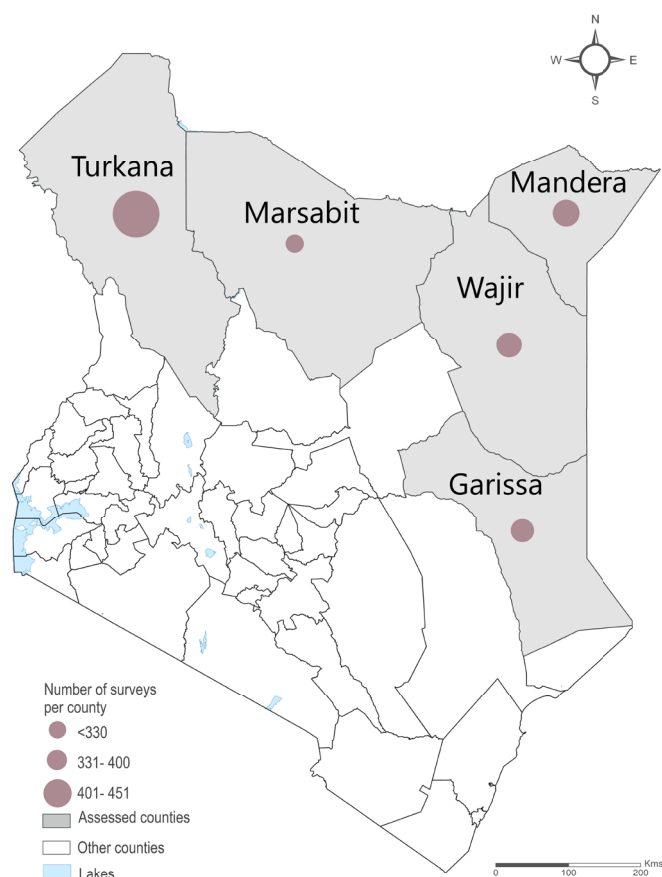 N
W E
S
Turkana
Mandera
Marsabit
Wajir
Garissa
Number of surveys
per county
<330
331- 400
401- 451
Assessed counties
Other counties
Lakes
Kms
0 100 200